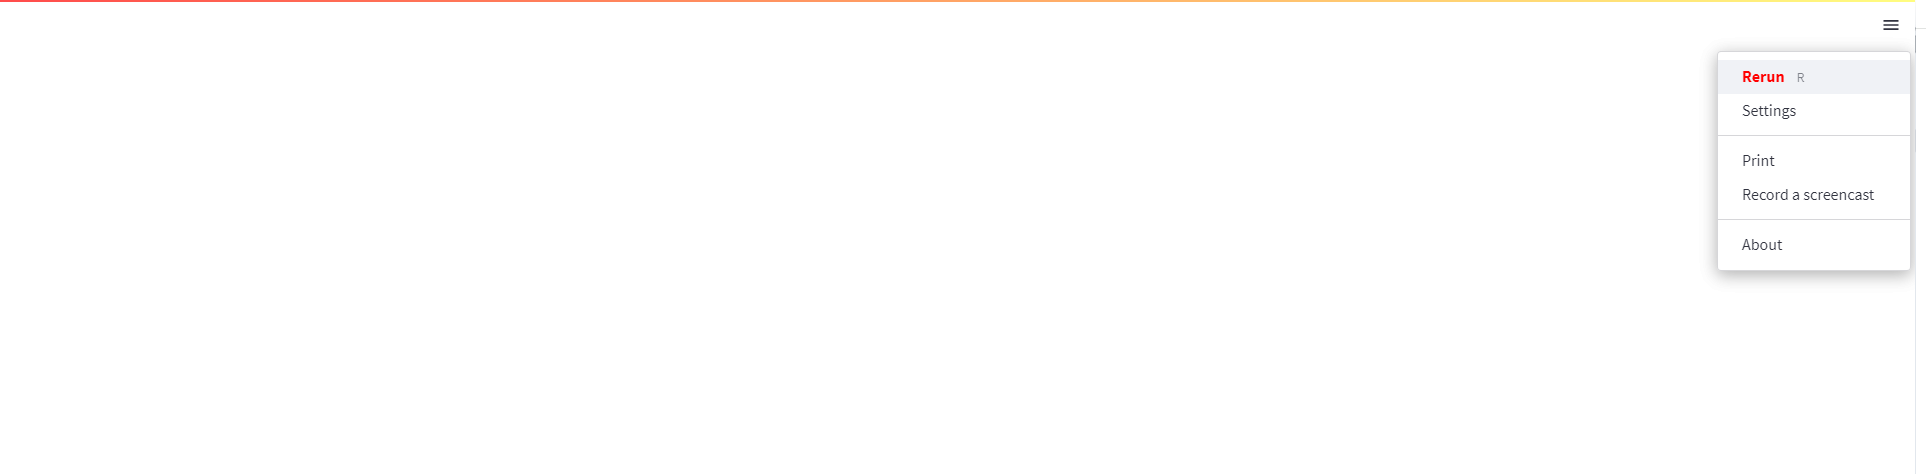 Rerun R
Settings
Print
Record a screencast
About